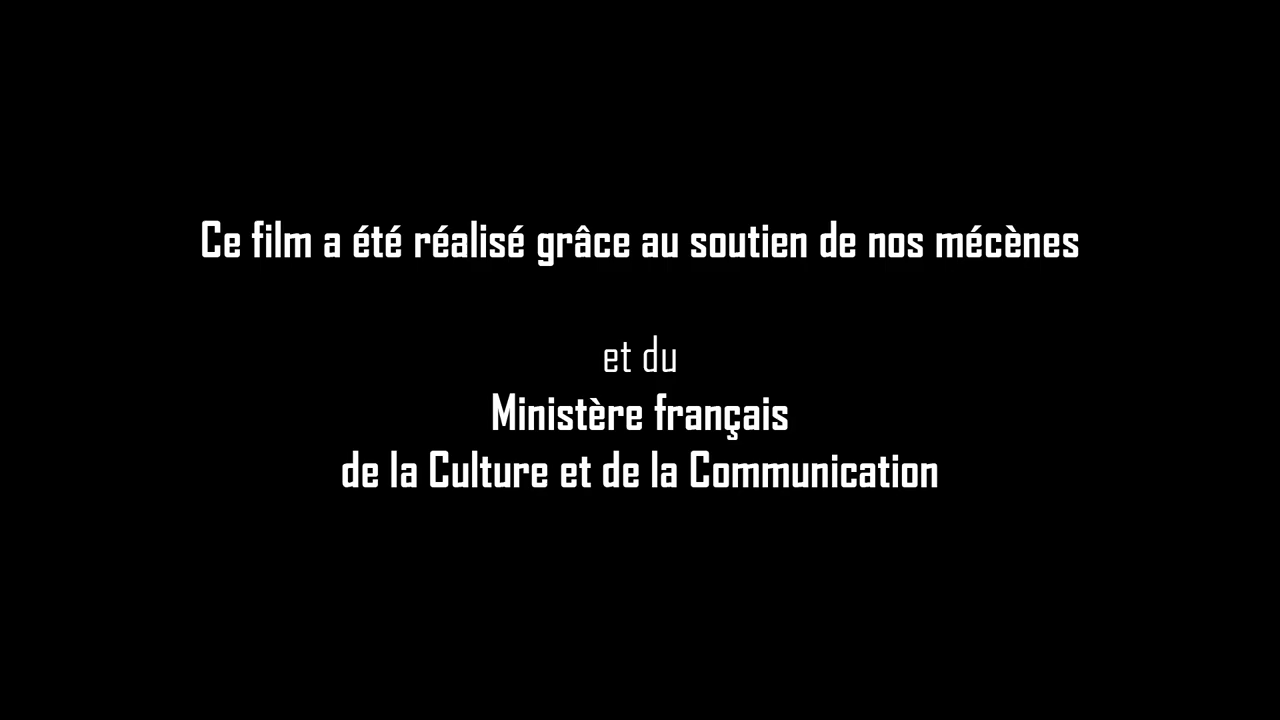 Ce film a été réalisé grâce au soutien de nos mécènes
et du
Ministère français
de la Culture et de la Communication